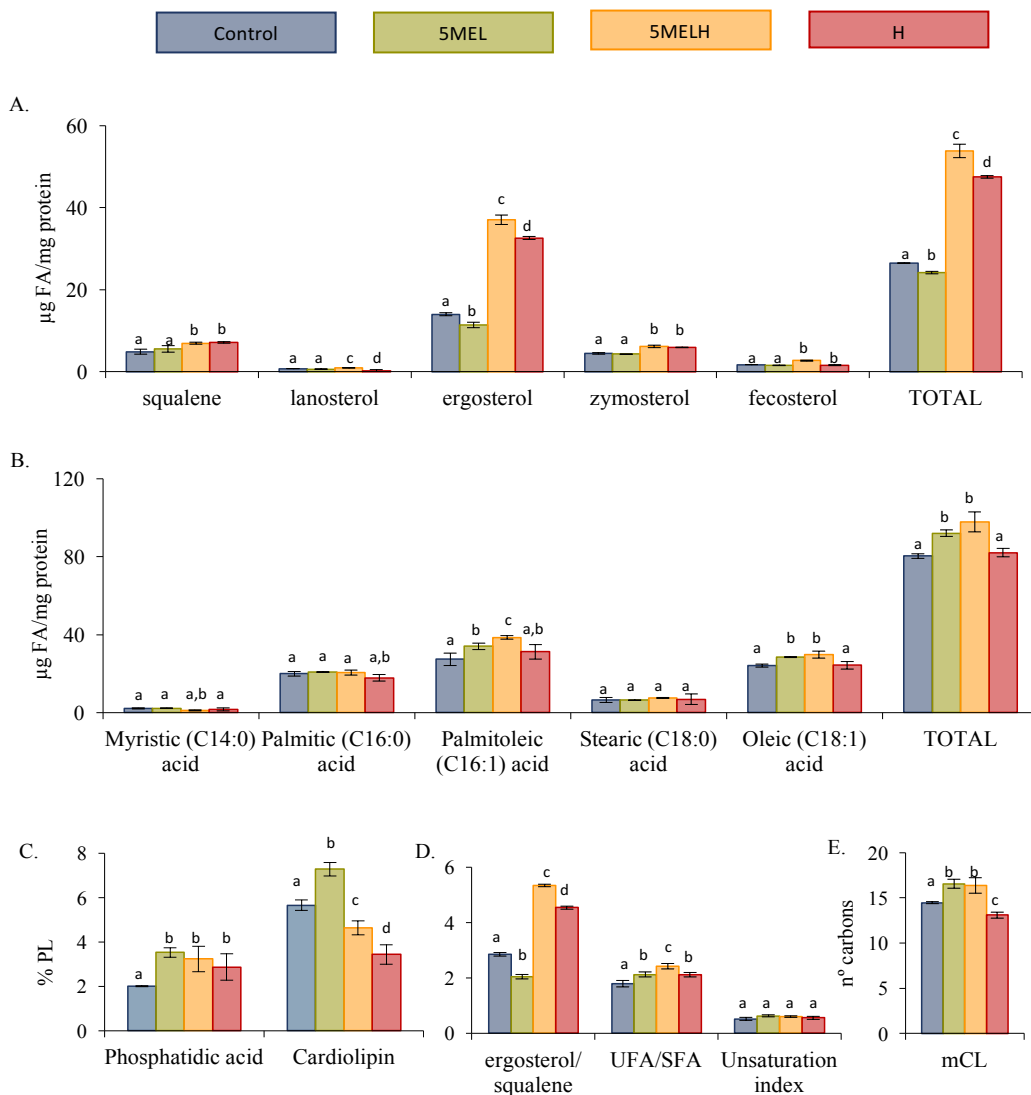 Control 5MEL 5MELH H
A.
µg FA/mg protein
60
40
20
0
a a b b
a a c d
a b c d
a a b b
a a b b
a b c d
squalene lanosterol ergosterol zymosterol fecosterol TOTAL
B.
µg FA/mg protein
120
80
40
0
a a a,b a
a a a a,b
a b c a,b
a a a a
a b b a
a b b a
Myristic (C14:0) acid
Palmitic (C16:0) acid
Palmitoleic (C16:1) acid
Stearic (C18:0) acid
Oleic (C18:1) acid
TOTAL
C.
% PL
8
6
4
2
0
a b b b
a b c d
Phosphatidic acid Cardiolipin
D.
6
4
2
0
a b c d
a b c b
a a a a
ergosterol/
squalene
UFA/SFA
Unsaturation
index
E.
nº carbons
20
15
10
5
0
a b b c
mCL